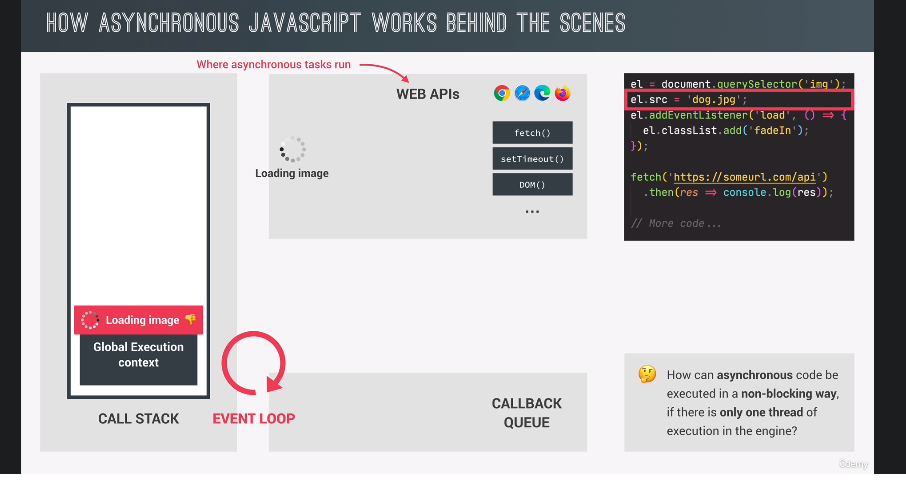 HOW ASYNCHRONOUS JAVASCRIPT WORKS BEHIND THE SCENES
Where asynchronous tasks run
WEB APIs
fetch()
setTimeout()
DOM()
...
Loading image
Loading image 👎
Global Execution
context
CALL STACK
EVENT LOOP
CALLBACK
QUEUE
el = document.querySelector('img');
el.src = 'dog.jpg';
el.addEventListener('load', () => {
  el.classList.add('fadeIn');
});
fetch('https://someurl.com/api')
  .then(res => console.log(res));
// More code...
🤔 How can asynchronous code be
executed in a non-blocking way,
if there is only one thread of
execution in the engine?
Udemy